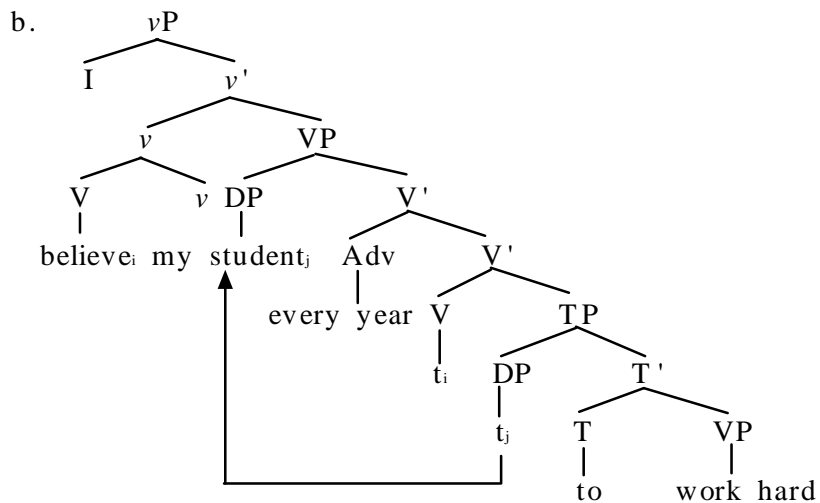 b. vP
I v'
v VP
V v DP V'
believeᵢ my studentⱼ Adv V'
every year V TP
tᵢ DP T'
tⱼ T VP
to work hard